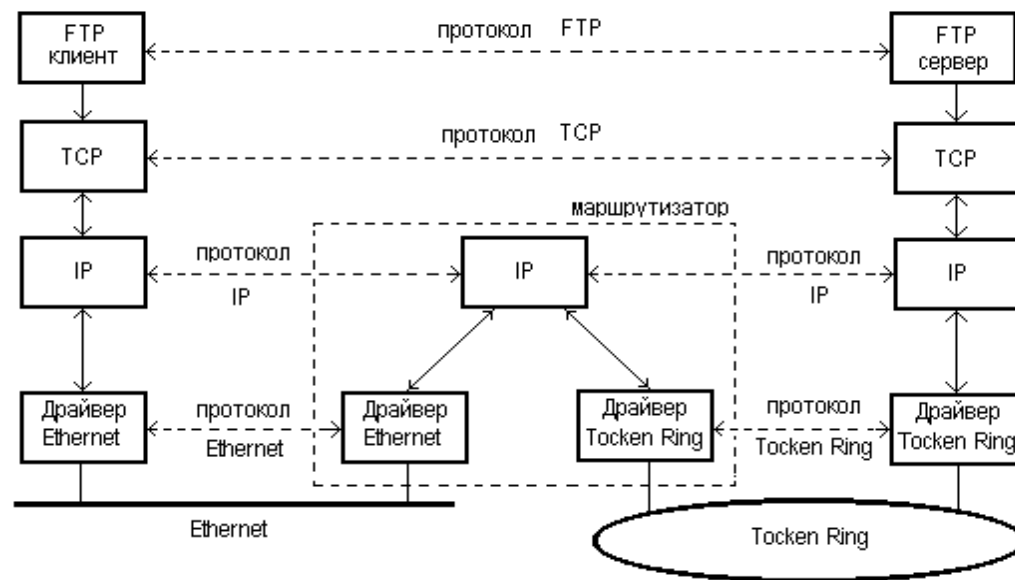 FTP
клиент
протокол FTP
FTP
сервер
TCP
протокол TCP
TCP
маршрутизатор
IP
протокол
IP
IP
протокол
IP
IP
Драйвер
Ethernet
протокол
Ethernet
Драйвер
Ethernet
Драйвер
Tocken Ring
протокол
Tocken Ring
Драйвер
Tocken Ring
Ethernet
Tocken Ring